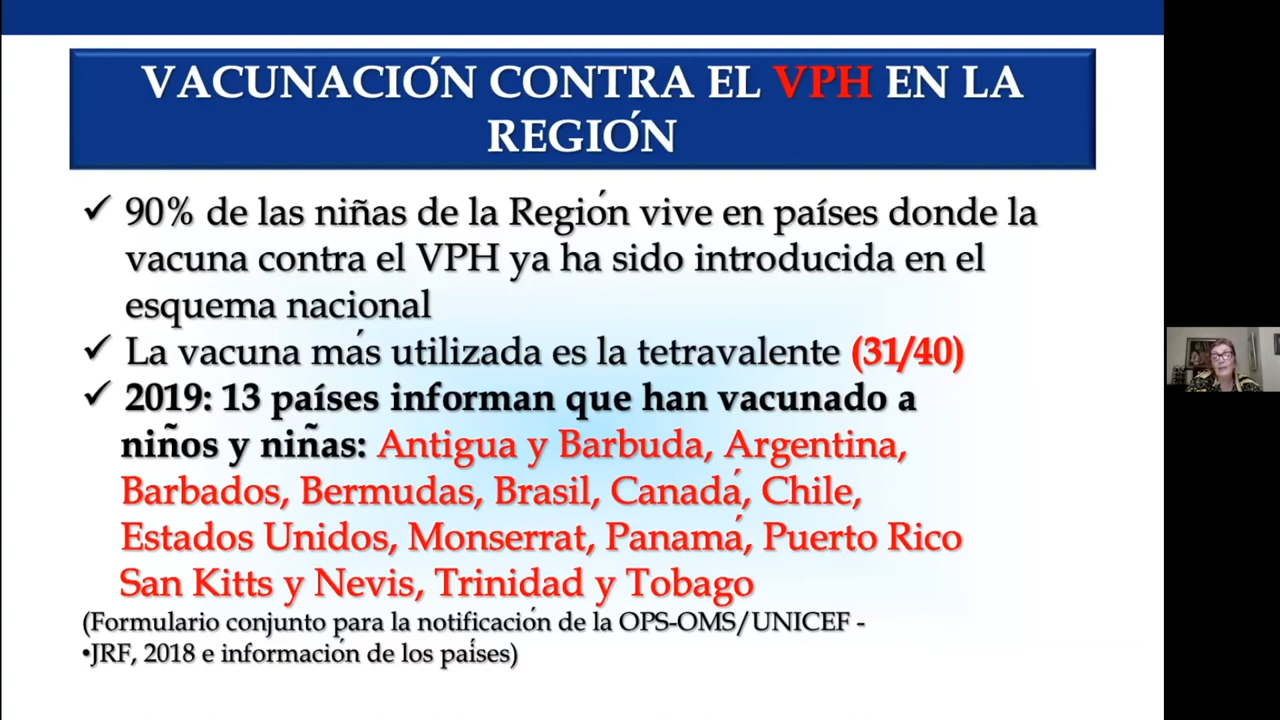 VACUNACIÓN CONTRA EL VPH EN LA
REGIÓN
✓ 90% de las niñas de la Región vive en países donde la
vacuna contra el VPH ya ha sido introducida en el
esquema nacional
✓ La vacuna más utilizada es la tetravalente (31/40)
✓ 2019: 13 países informan que han vacunado a
niños y niñas: Antigua y Barbuda, Argentina,
Barbados, Bermudas, Brasil, Canadá, Chile,
Estados Unidos, Monserrat, Panamá, Puerto Rico
San Kitts y Nevis, Trinidad y Tobago
(Formulario conjunto para la notificación de la OPS-OMS/UNICEF -
•JRF, 2018 e información de los países)